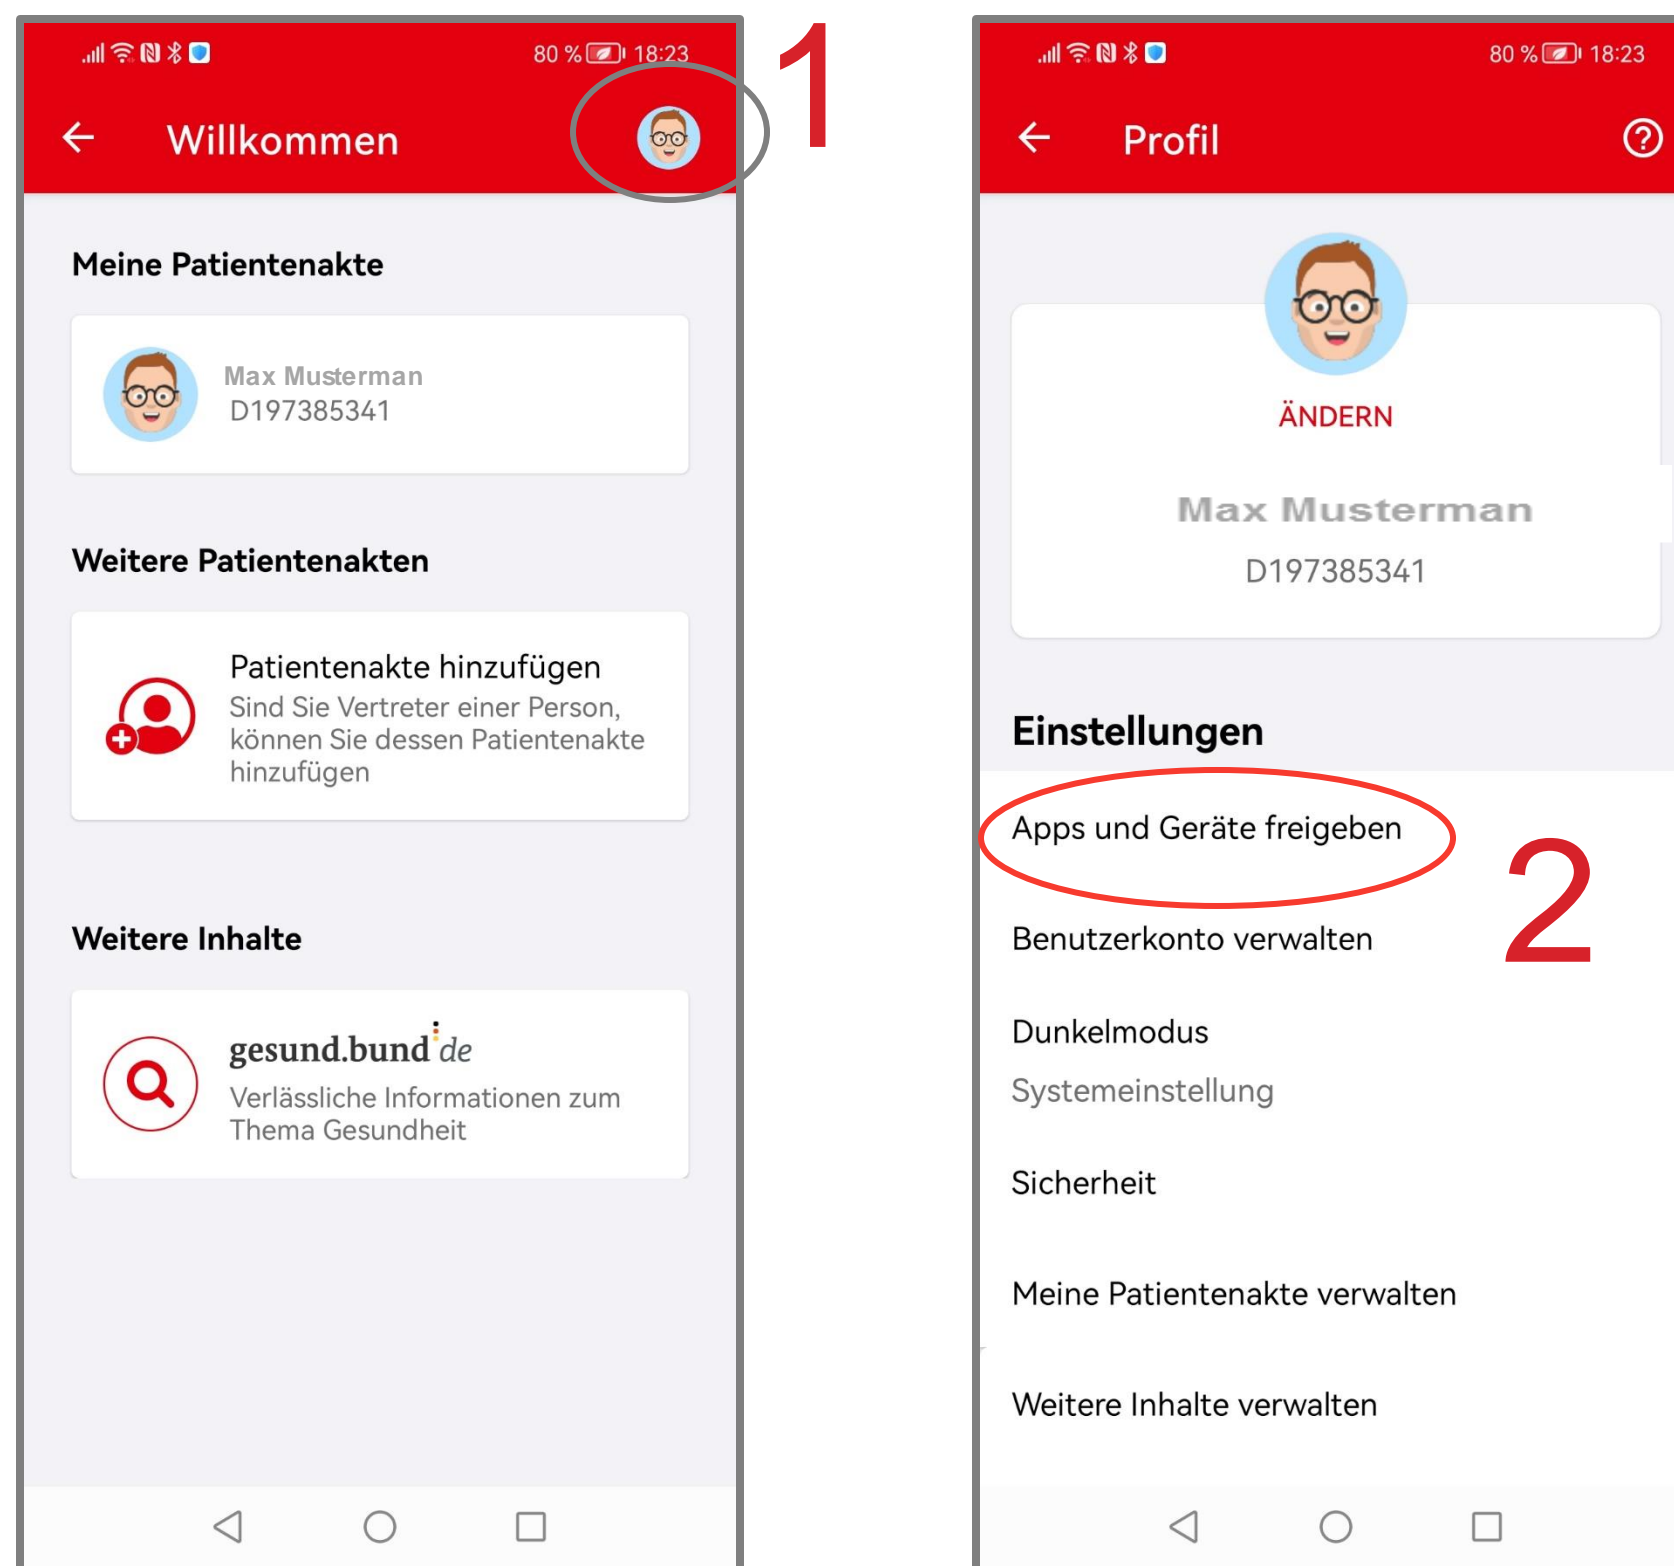 80 % 18:23
Willkommen
1
Meine Patientenakte
Max Musterman
D197385341
Weitere Patientenakten
Patientenakte hinzufügen
Sind Sie Vertreter einer Person,
können Sie dessen Patientenakte
hinzufügen
Weitere Inhalte
gesund.bund de
Verlässliche Informationen zum
Thema Gesundheit
80 % 18:23
Profil
?
ÄNDERN
Max Musterman
D197385341
Einstellungen
Apps und Geräte freigeben
2
Benutzerkonto verwalten
Dunkelmodus
Systemeinstellung
Sicherheit
Meine Patientenakte verwalten
Weitere Inhalte verwalten